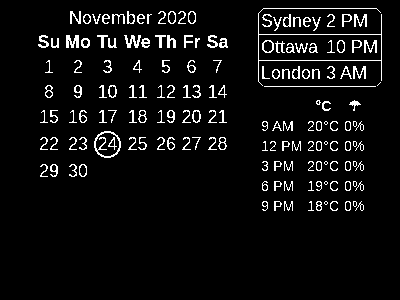 November 2020
Su Mo Tu We Th Fr Sa
1 2 3 4 5 6 7
8 9 10 11 12 13 14
15 16 17 18 19 20 21
22 23 24 25 26 27 28
29 30
Sydney 2 PM
Ottawa 10 PM
London 3 AM
°C ☂
9 AM 20°C 0%
12 PM 20°C 0%
3 PM 20°C 0%
6 PM 19°C 0%
9 PM 18°C 0%